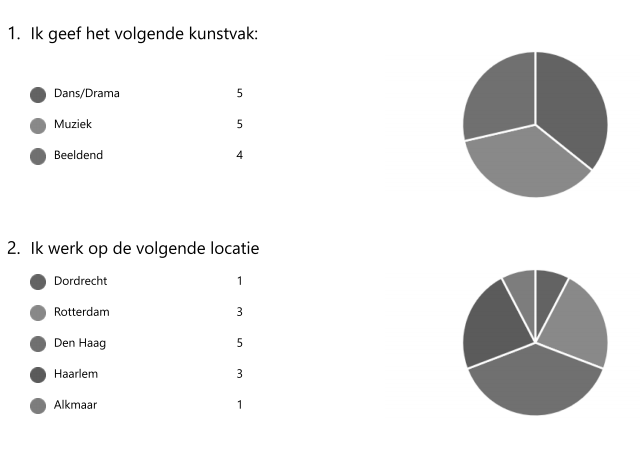 1. Ik geef het volgende kunstvak:
Dans/Drama 5
Muziek 5
Beeldend 4
2. Ik werk op de volgende locatie
Dordrecht 1
Rotterdam 3
Den Haag 5
Haarlem 3
Alkmaar 1